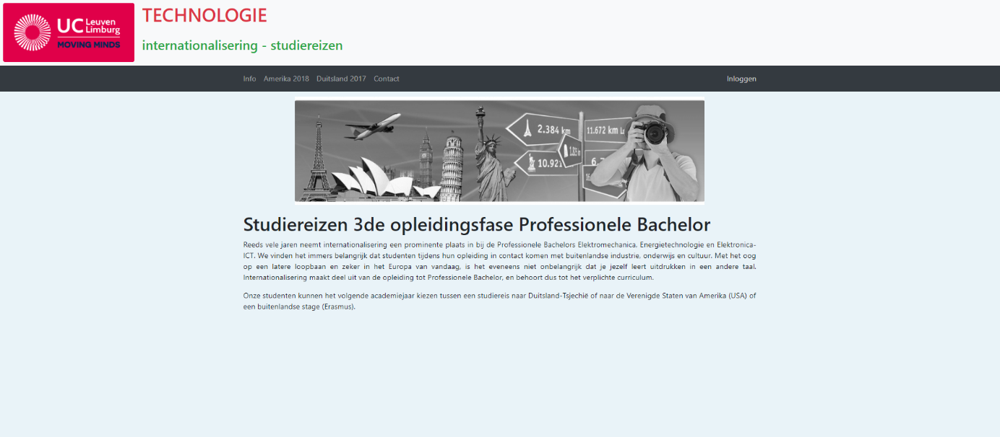 UC Leuven
Limburg
MOVING MINDS
TECHNOLOGIE
internationalisering - studiereizen
Info Amerika 2018 Duitsland 2017 Contact Inloggen
2.384 km
11.672 km
10.921
Studiereizen 3de opleidingsfase Professionele Bachelor
Reeds vele jaren neemt internationalisering een prominente plaats in bij de Professionele Bachelors Elektromechanica, Energietechnologie en Elektronica-
ICT. We vinden het immers belangrijk dat studenten tijdens hun opleiding in contact komen met buitenlandse industrie, onderwijs en cultuur. Met het oog
op een latere loopbaan en zeker in het Europa van vandaag, is het eveneens niet onbelangrijk dat je jezelf leert uitdrukken in een andere taal.
Internationalisering maakt deel uit van de opleiding tot Professionele Bachelor, en behoort dus tot het verplichte curriculum.
Onze studenten kunnen het volgende academiejaar kiezen tussen een studiereis naar Duitsland-Tsjechië of naar de Verenigde Staten van Amerika (USA) of
een buitenlandse stage (Erasmus).